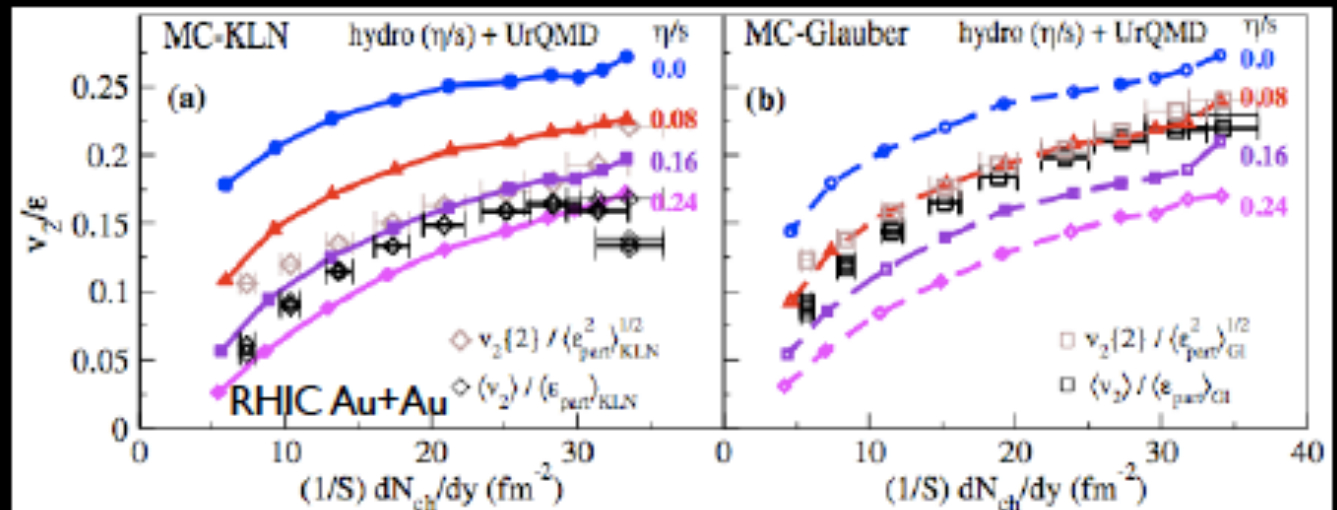 MC-KLN hydro (η/s) + UrQMD η/s
0.0
0.08
0.16
0.24
(a)
v₂/ε
0.25
0.2
0.15
0.1
0.05
0
v₂{2} / ⟨ε²part⟩^1/2 KLN
⟨v₂⟩ / ⟨εpart⟩KLN
RHIC Au+Au
0 10 20 30
(1/S) dNch/dy (fm⁻²)
MC-Glauber hydro (η/s) + UrQMD η/s
0.0
0.08
0.16
0.24
(b)
v₂{2} / ⟨ε²part⟩^1/2 Gl
⟨v₂⟩ / ⟨εpart⟩Gl
0 10 20 30 40
(1/S) dNch/dy (fm⁻²)